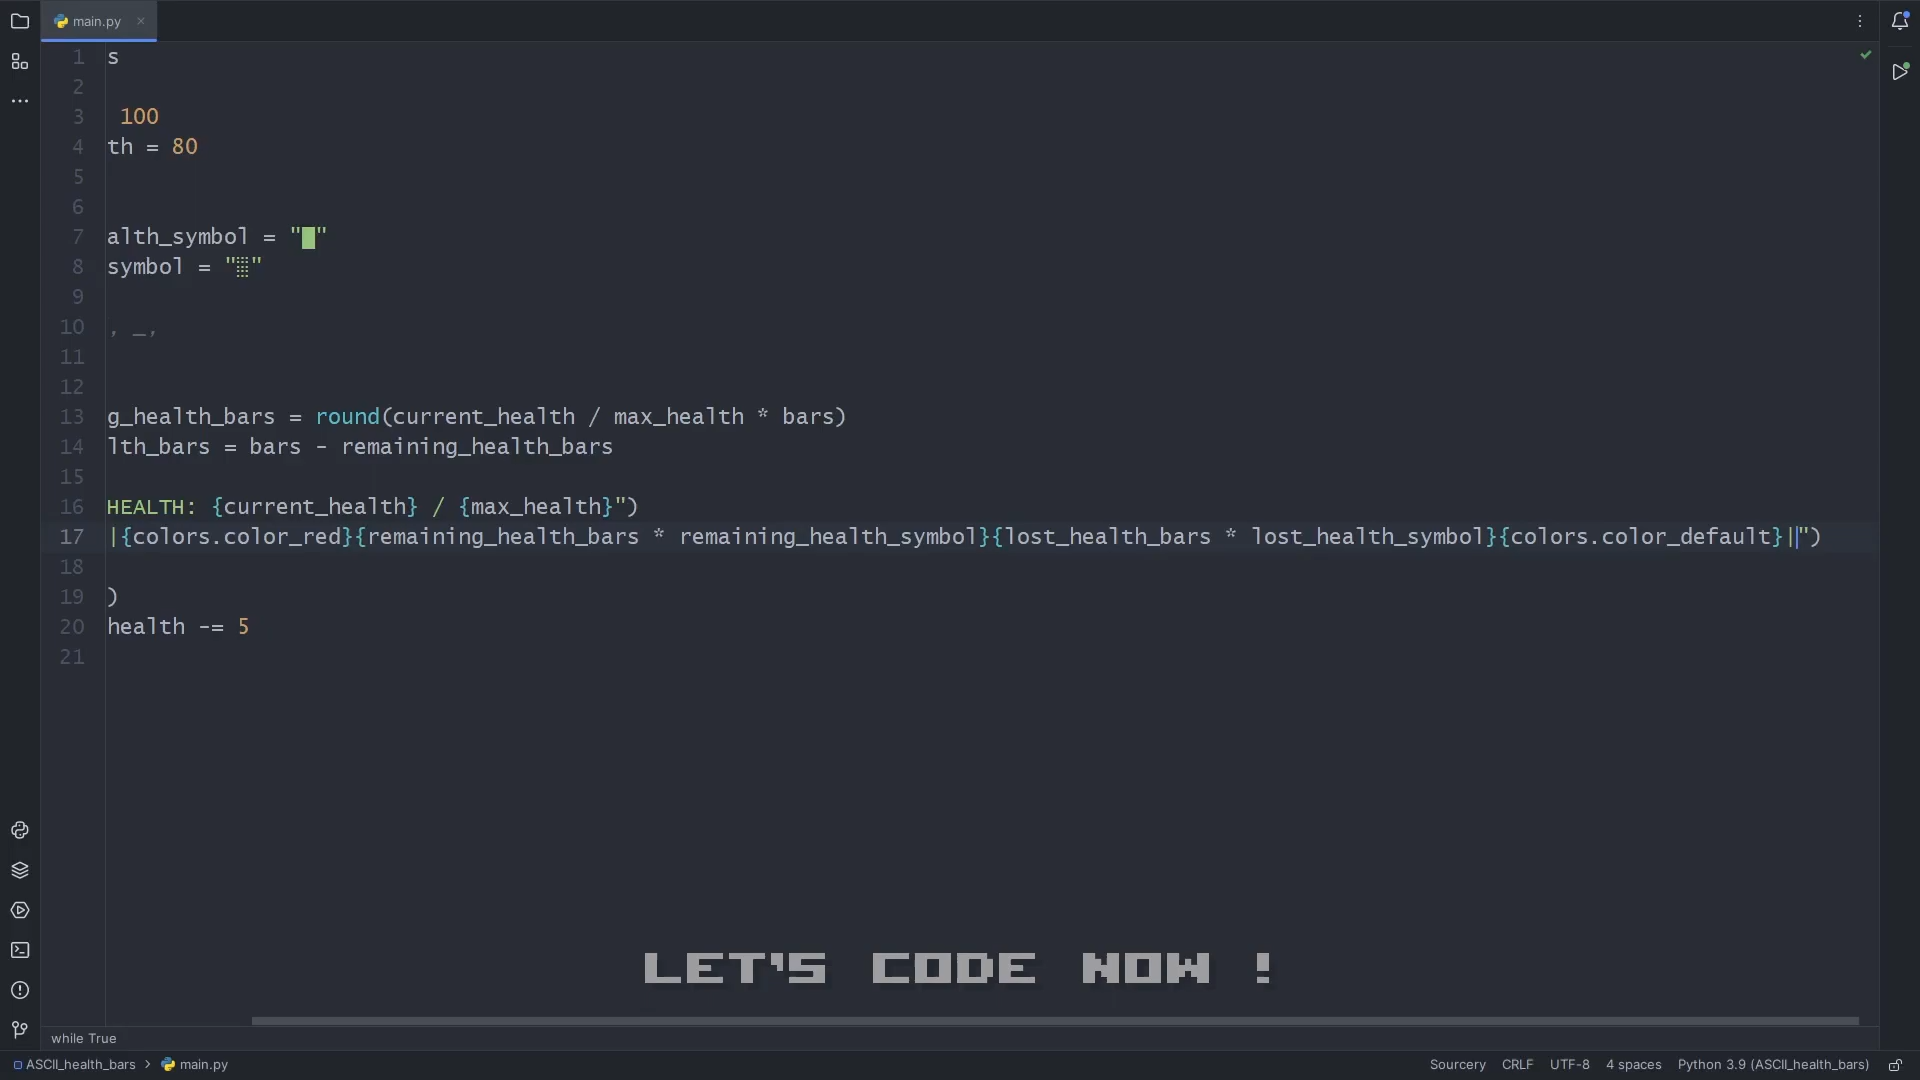 main.py
1 s
2
3 100
4 th = 80
5
6
7 alth_symbol = "█"
8 symbol = "░"
9
10 , _,
11
12
13 g_health_bars = round(current_health / max_health * bars)
14 lth_bars = bars - remaining_health_bars
15
16 HEALTH: {current_health} / {max_health}")
17 |{colors.color_red}{remaining_health_bars * remaining_health_symbol}{lost_health_bars * lost_health_symbol}{colors.color_default}|")
18
19 )
20 health -= 5
21
LET'S CODE NOW !
while True
ASCII_health_bars > main.py Sourcery CRLF UTF-8 4 spaces Python 3.9 (ASCII_health_bars)